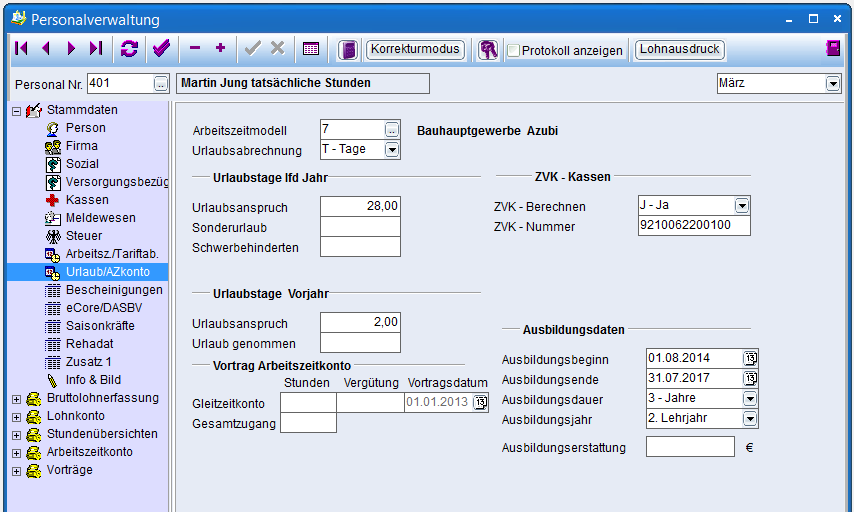 Personalverwaltung
Korrekturmodus Protokoll anzeigen Lohnausdruck
Personal Nr. 401 ... Martin Jung tatsächliche Stunden März
Stammdaten
Person
Firma
Sozial
Versorgungsbezüg
Kassen
Meldewesen
Steuer
Arbeitsz./Tariftab.
Urlaub/AZkonto
Bescheinigungen
eCore/DASBV
Saisonkräfte
Rehadat
Zusatz 1
Info & Bild
Bruttolohnerfassung
Lohnkonto
Stundenübersichten
Arbeitszeitkonto
Vorträge
Arbeitszeitmodell 7 ... Bauhauptgewerbe Azubi
Urlaubsabrechnung T - Tage
Urlaubstage lfd Jahr
Urlaubsanspruch 28,00
Sonderurlaub
Schwerbehinderten
ZVK - Kassen
ZVK - Berechnen J - Ja
ZVK - Nummer 9210062200100
Urlaubstage Vorjahr
Urlaubsanspruch 2,00
Urlaub genommen
Vortrag Arbeitszeitkonto
Stunden Vergütung Vortragsdatum
Gleitzeitkonto 01.01.2013 13
Gesamtzugang
Ausbildungsdaten
Ausbildungsbeginn 01.08.2014 13
Ausbildungsende 31.07.2017 13
Ausbildungsdauer 3 - Jahre
Ausbildungsjahr 2. Lehrjahr
Ausbildungserstattung €